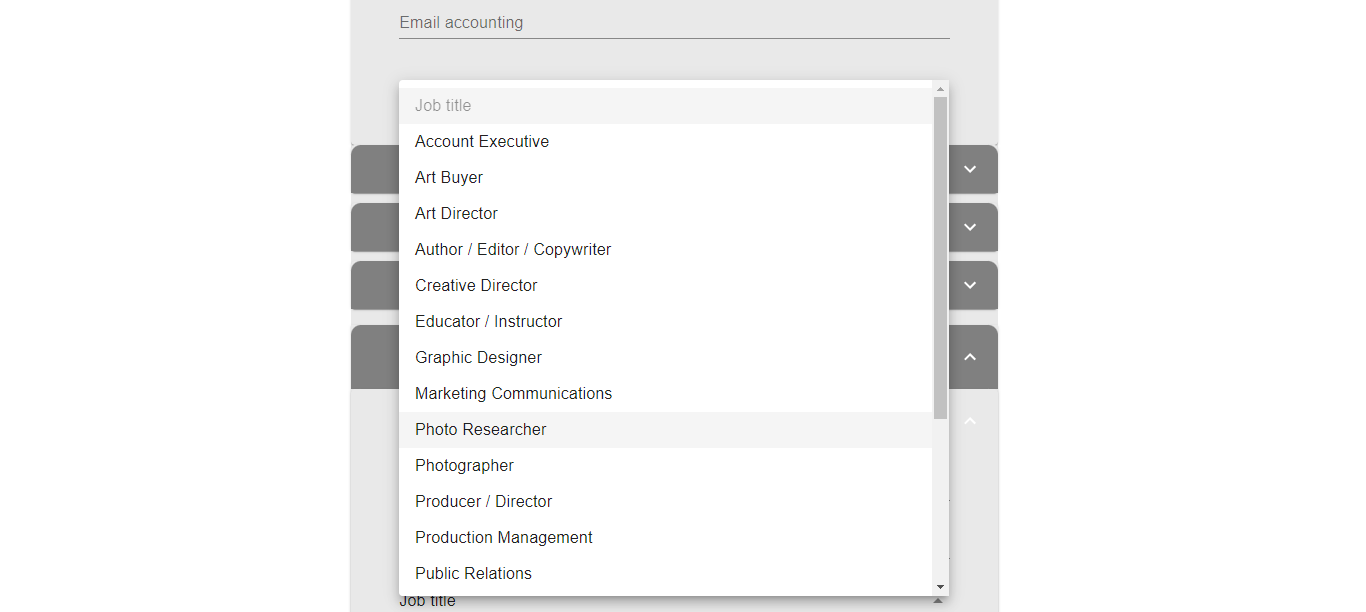 Email accounting
Job title
Account Executive
Art Buyer
Art Director
Author / Editor / Copywriter
Creative Director
Educator / Instructor
Graphic Designer
Marketing Communications
Photo Researcher
Photographer
Producer / Director
Production Management
Public Relations
Job title